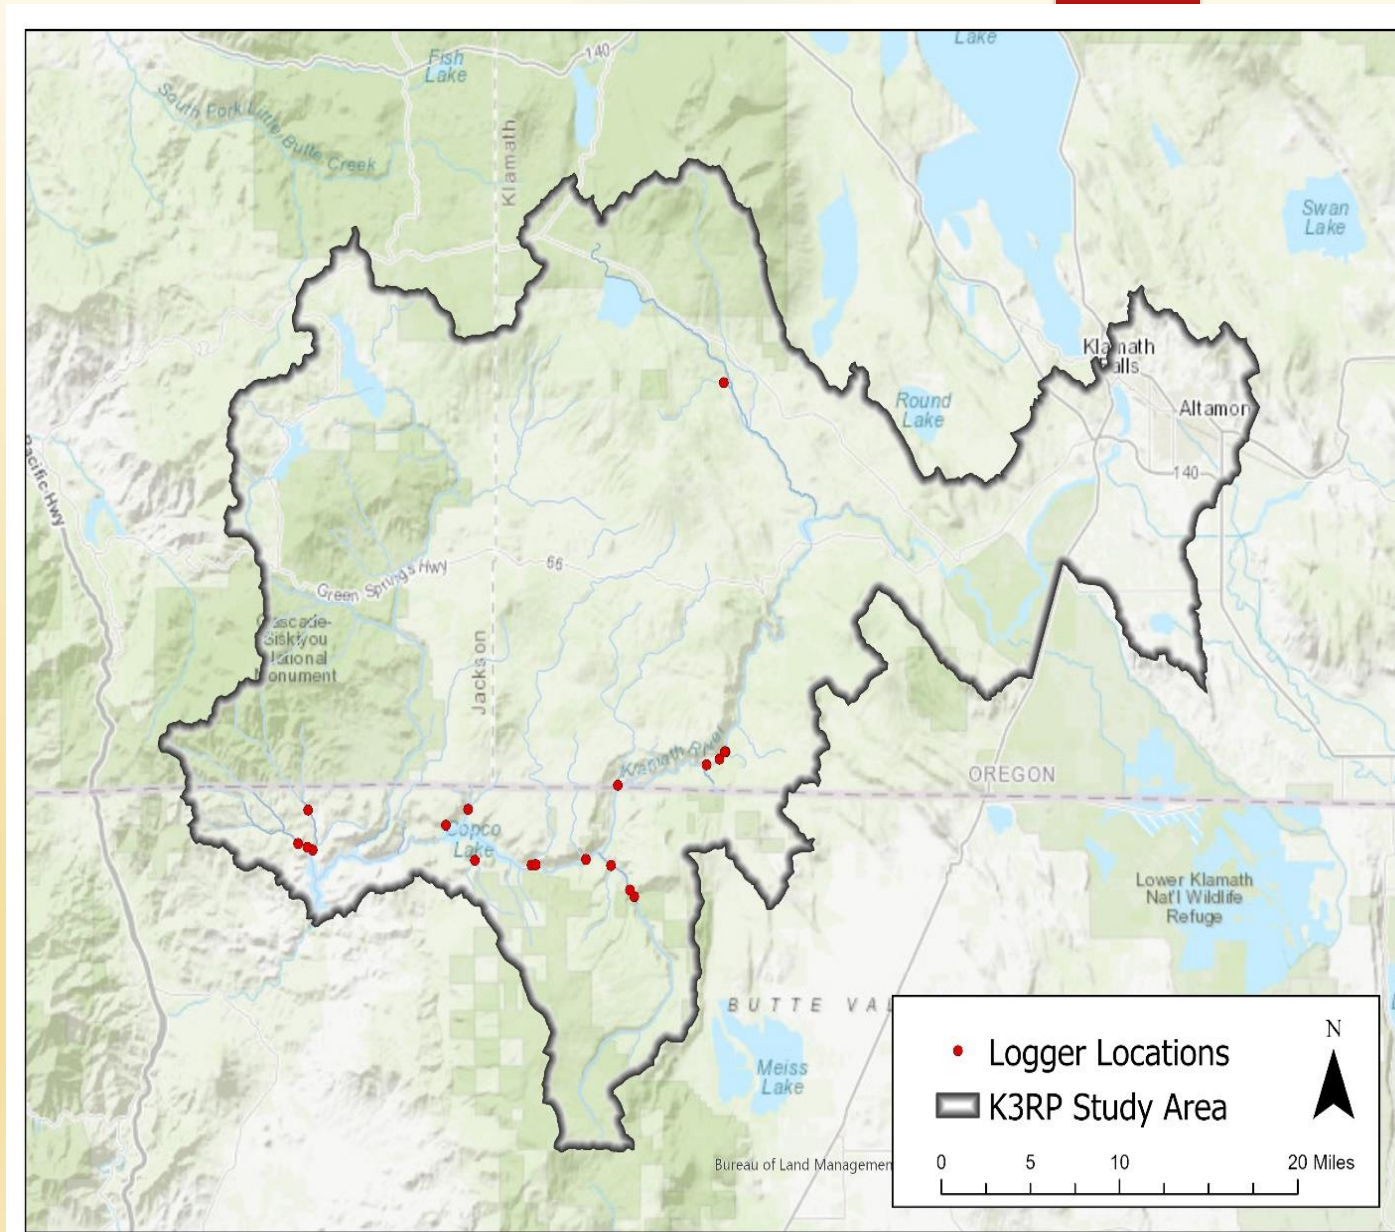 Lake
140
Fish
Lake
South Fork Little Butte Creek
Klamath
Swan
Lake
Klamath
Falls
Round
Lake
Altamon
Pacific Hwy
140
Green Springs Hwy
66
Cascade-
Siskiyou
National
Monument
Jackson
Klamath River
OREGON
Copco
Lake
Lower Klamath
Nat'l Wildlife
Refuge
BUTTE VAL
Meiss
Lake
Bureau of Land Managemen
Logger Locations
K3RP Study Area
N
0 5 10 20 Miles